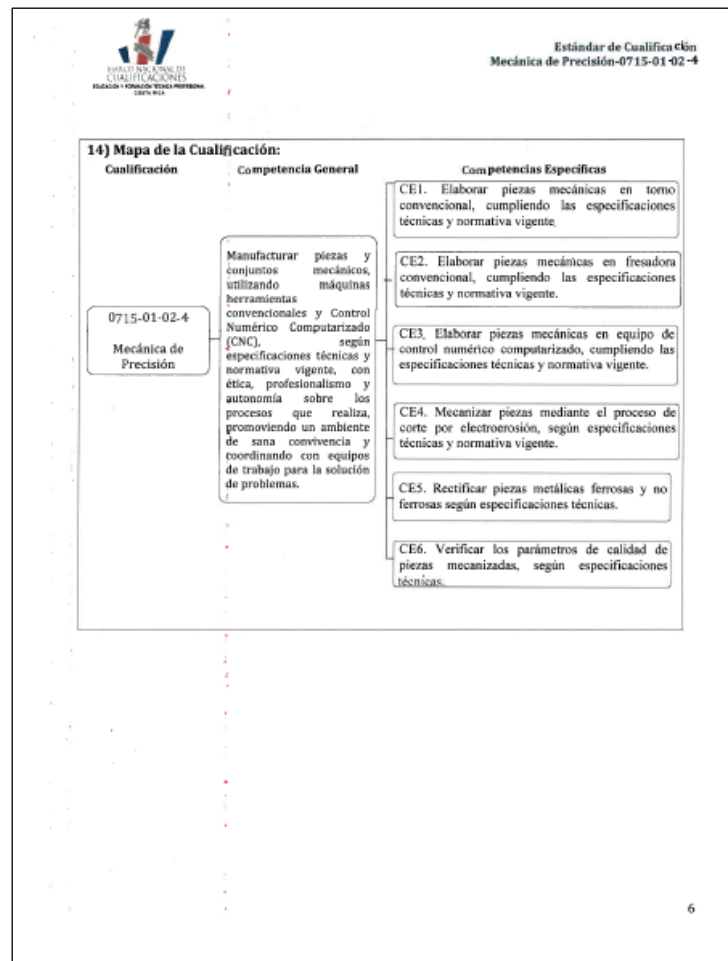 MARCO NACIONAL DE
CUALIFICACIONES
EDUCACIÓN Y FORMACIÓN TÉCNICA PROFESIONAL
COSTA RICA
Estándar de Cualificación
Mecánica de Precisión-0715-01-02-4
14) Mapa de la Cualificación:
Cualificación
Competencia General
Competencias Específicas
0715-01-02-4
Mecánica de
Precisión
Manufacturar piezas y
conjuntos mecánicos,
utilizando máquinas
herramientas
convencionales y Control
Numérico Computarizado
(CNC), según
especificaciones técnicas y
normativa vigente, con
ética, profesionalismo y
autonomía sobre los
procesos que realiza,
promoviendo un ambiente
de sana convivencia y
coordinando con equipos
de trabajo para la solución
de problemas.
CE1. Elaborar piezas mecánicas en torno
convencional, cumpliendo las especificaciones
técnicas y normativa vigente.
CE2. Elaborar piezas mecánicas en fresadora
convencional, cumpliendo las especificaciones
técnicas y normativa vigente.
CE3. Elaborar piezas mecánicas en equipo de
control numérico computarizado, cumpliendo las
especificaciones técnicas y normativa vigente.
CE4. Mecanizar piezas mediante el proceso de
corte por electroerosión, según especificaciones
técnicas y normativa vigente.
CE5. Rectificar piezas metálicas ferrosas y no
ferrosas según especificaciones técnicas.
CE6. Verificar los parámetros de calidad de
piezas mecanizadas, según especificaciones
técnicas.
6